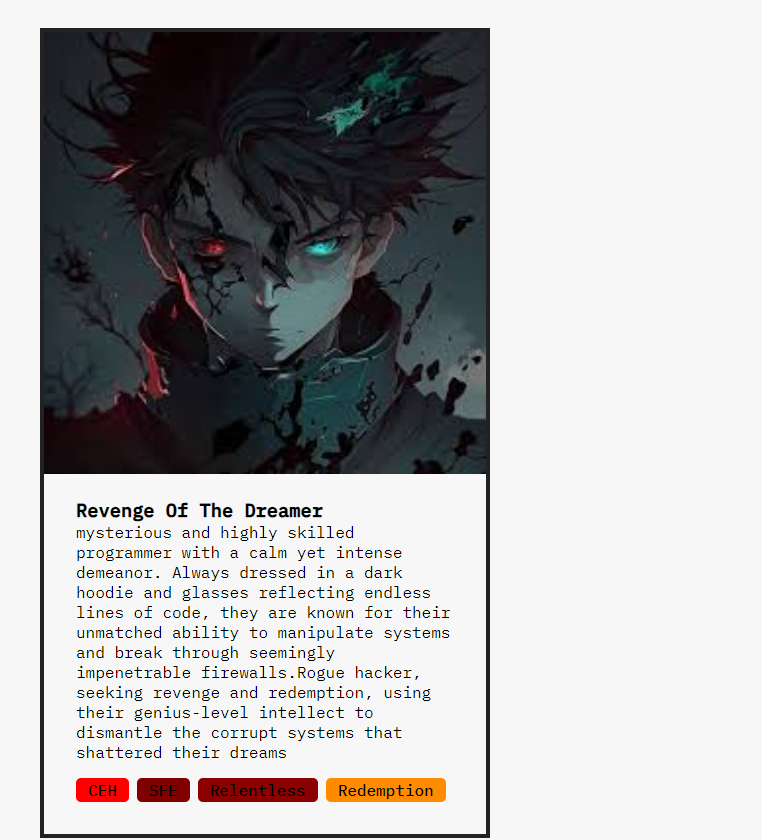 Revenge Of The Dreamer
mysterious and highly skilled
programmer with a calm yet intense
demeanor. Always dressed in a dark
hoodie and glasses reflecting endless
lines of code, they are known for their
unmatched ability to manipulate systems
and break through seemingly
impenetrable firewalls.Rogue hacker,
seeking revenge and redemption, using
their genius-level intellect to
dismantle the corrupt systems that
shattered their dreams
CEH SEE Relentless Redemption